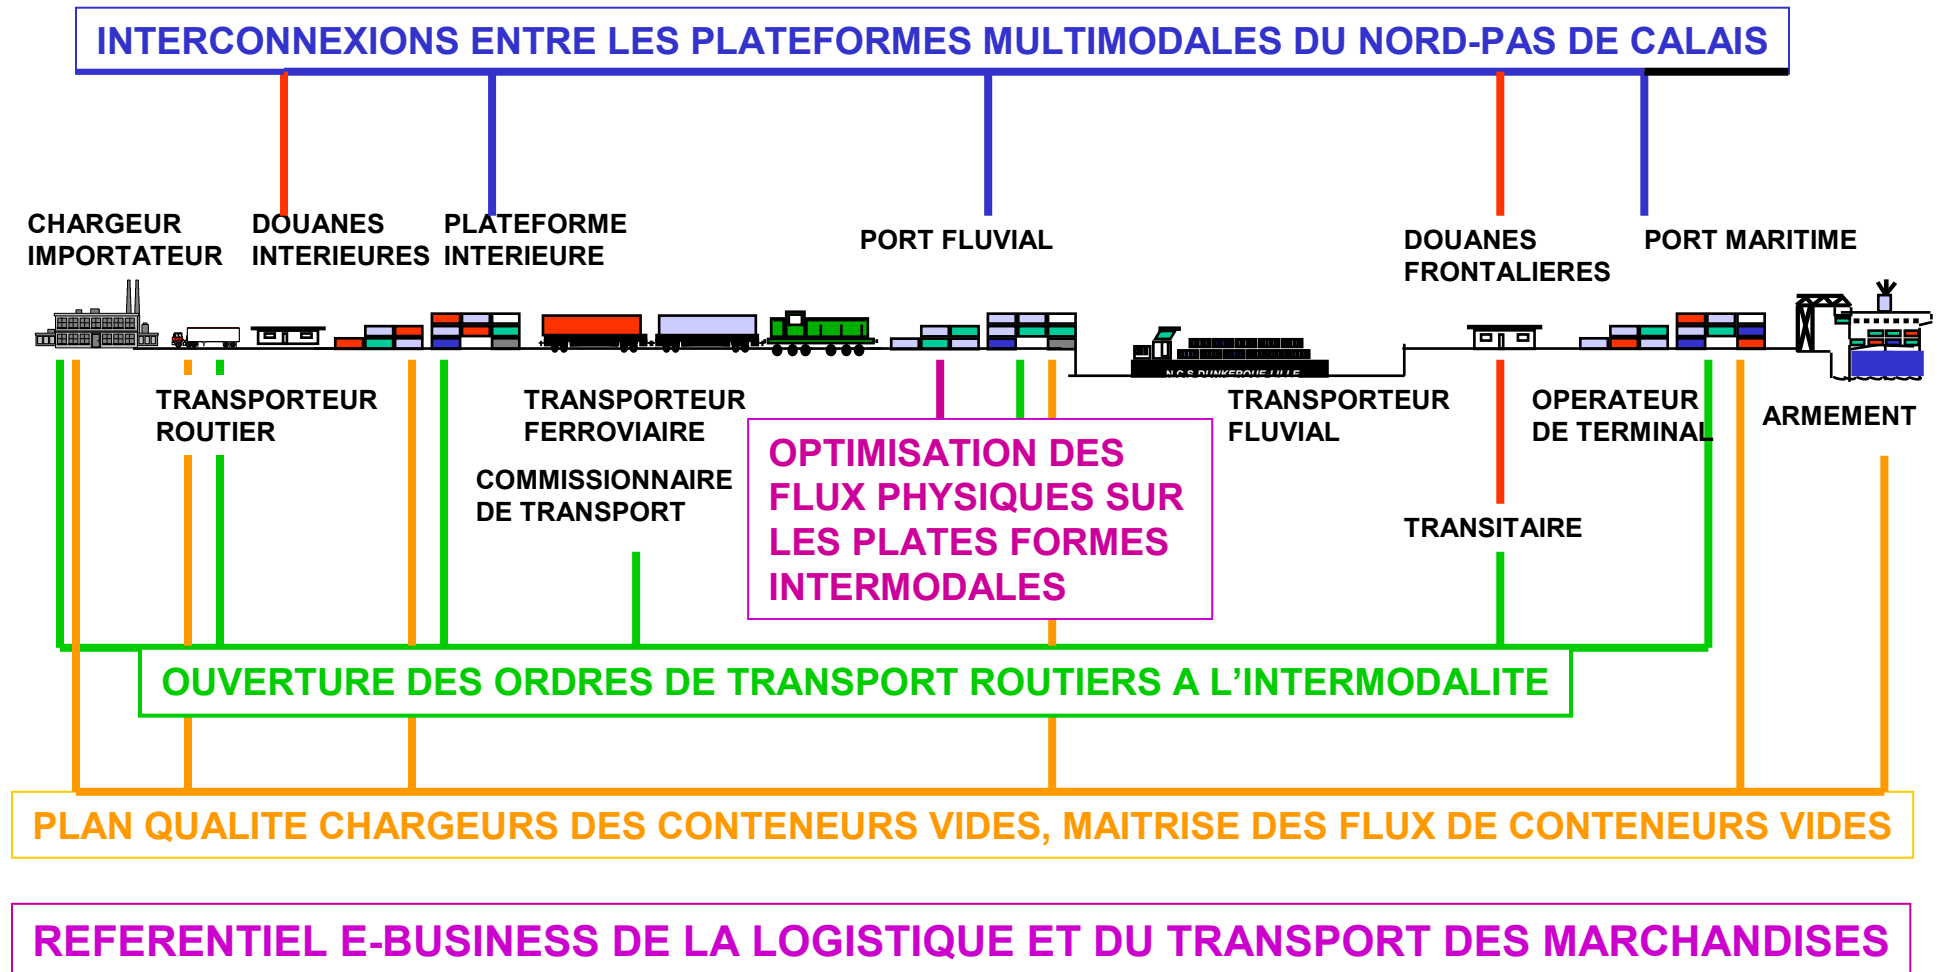 INTERCONNEXIONS ENTRE LES PLATEFORMES MULTIMODALES DU NORD-PAS DE CALAIS
CHARGEUR
IMPORTATEUR
DOUANES
INTERIEURES
PLATEFORME
INTERIEURE
PORT FLUVIAL
DOUANES
FRONTALIERES
PORT MARITIME
N.C.S DUNKERQUE-LILLE
TRANSPORTEUR
ROUTIER
TRANSPORTEUR
FERROVIAIRE
COMMISSIONNAIRE
DE TRANSPORT
OPTIMISATION DES
FLUX PHYSIQUES SUR
LES PLATES FORMES
INTERMODALES
TRANSPORTEUR
FLUVIAL
OPERATEUR
DE TERMINAL
ARMEMENT
TRANSITAIRE
OUVERTURE DES ORDRES DE TRANSPORT ROUTIERS A L'INTERMODALITE
PLAN QUALITE CHARGEURS DES CONTENEURS VIDES, MAITRISE DES FLUX DE CONTENEURS VIDES
REFERENTIEL E-BUSINESS DE LA LOGISTIQUE ET DU TRANSPORT DES MARCHANDISES